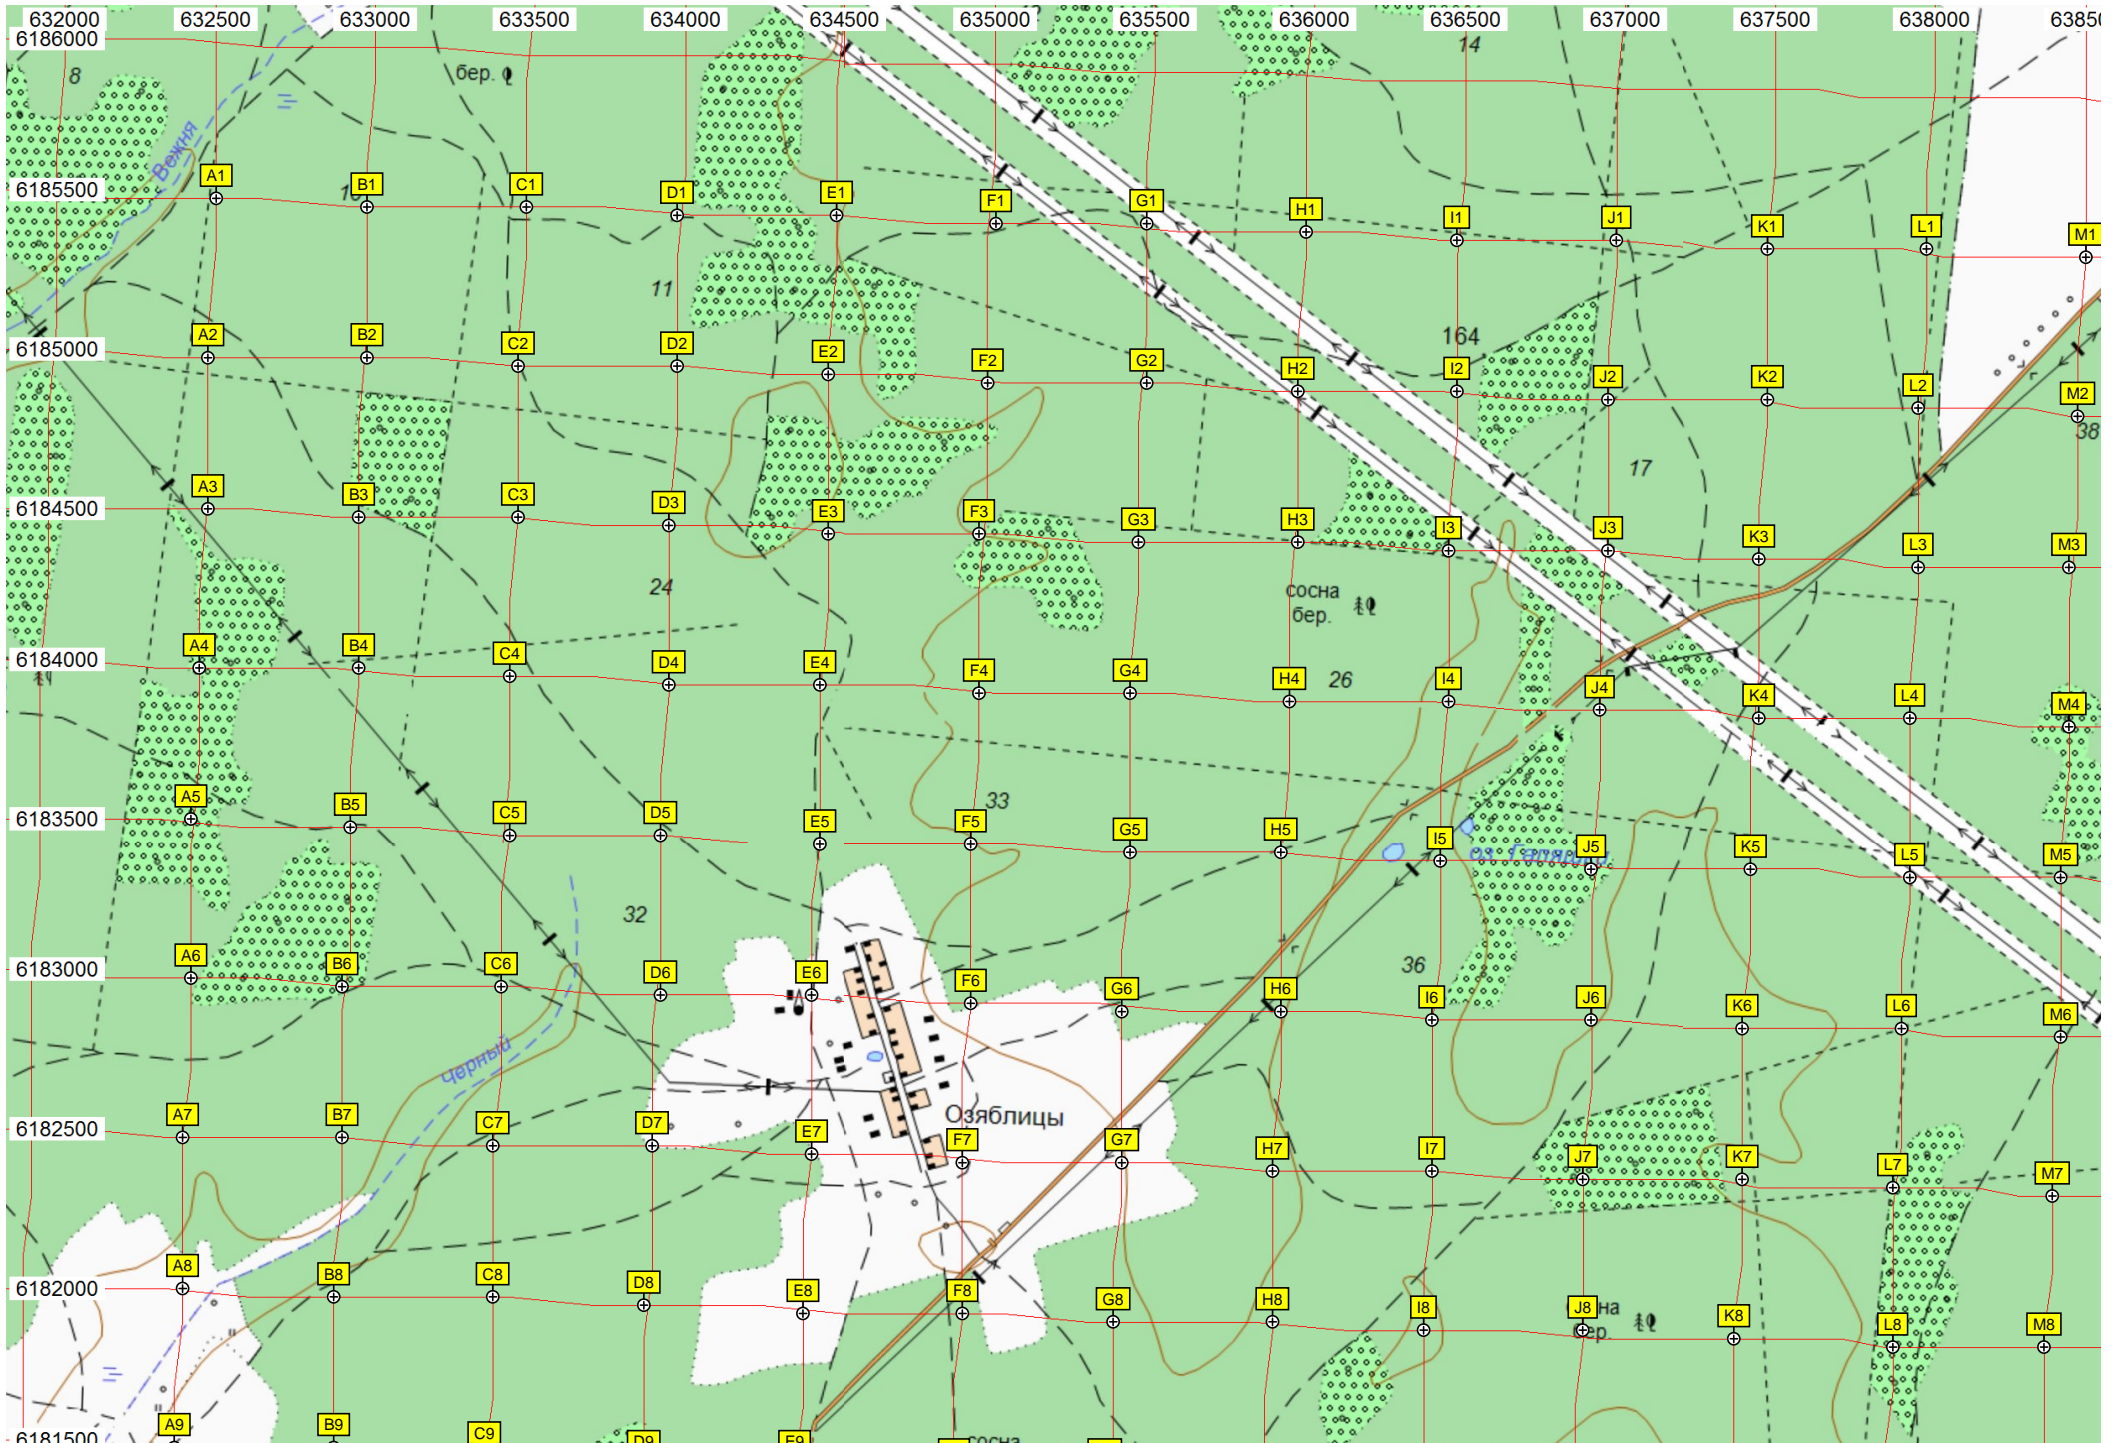 632000 632500 633000 633500 634000 634500 635000 635500 636000 636500 637000 637500 638000 6385
6186000
8
бер.
14
Вежня
A1 B1 C1 D1 E1 F1 G1 H1 I1 J1 K1 L1 M1
6185500
11
164
6185000
A2 B2 C2 D2 E2 F2 G2 H2 I2 J2 K2 L2 M2
38
17
6184500
A3 B3 C3 D3 E3 F3 G3 H3 I3 J3 K3 L3 M3
24
сосна
бер.
6184000
A4 B4 C4 D4 E4 F4 G4 H4 I4 J4 K4 L4 M4
26
33
6183500
A5 B5 C5 D5 E5 F5 G5 H5 I5 J5 K5 L5 M5
оз.
32
36
6183000
A6 B6 C6 D6 E6 F6 G6 H6 I6 J6 K6 L6 M6
Черный
Озяблицы
6182500
A7 B7 C7 D7 E7 F7 G7 H7 I7 J7 K7 L7 M7
6182000
A8 B8 C8 D8 E8 F8 G8 H8 I8 J8 K8 L8 M8
бер.
6181500
A9 B9 C9 D9 E9
сосна